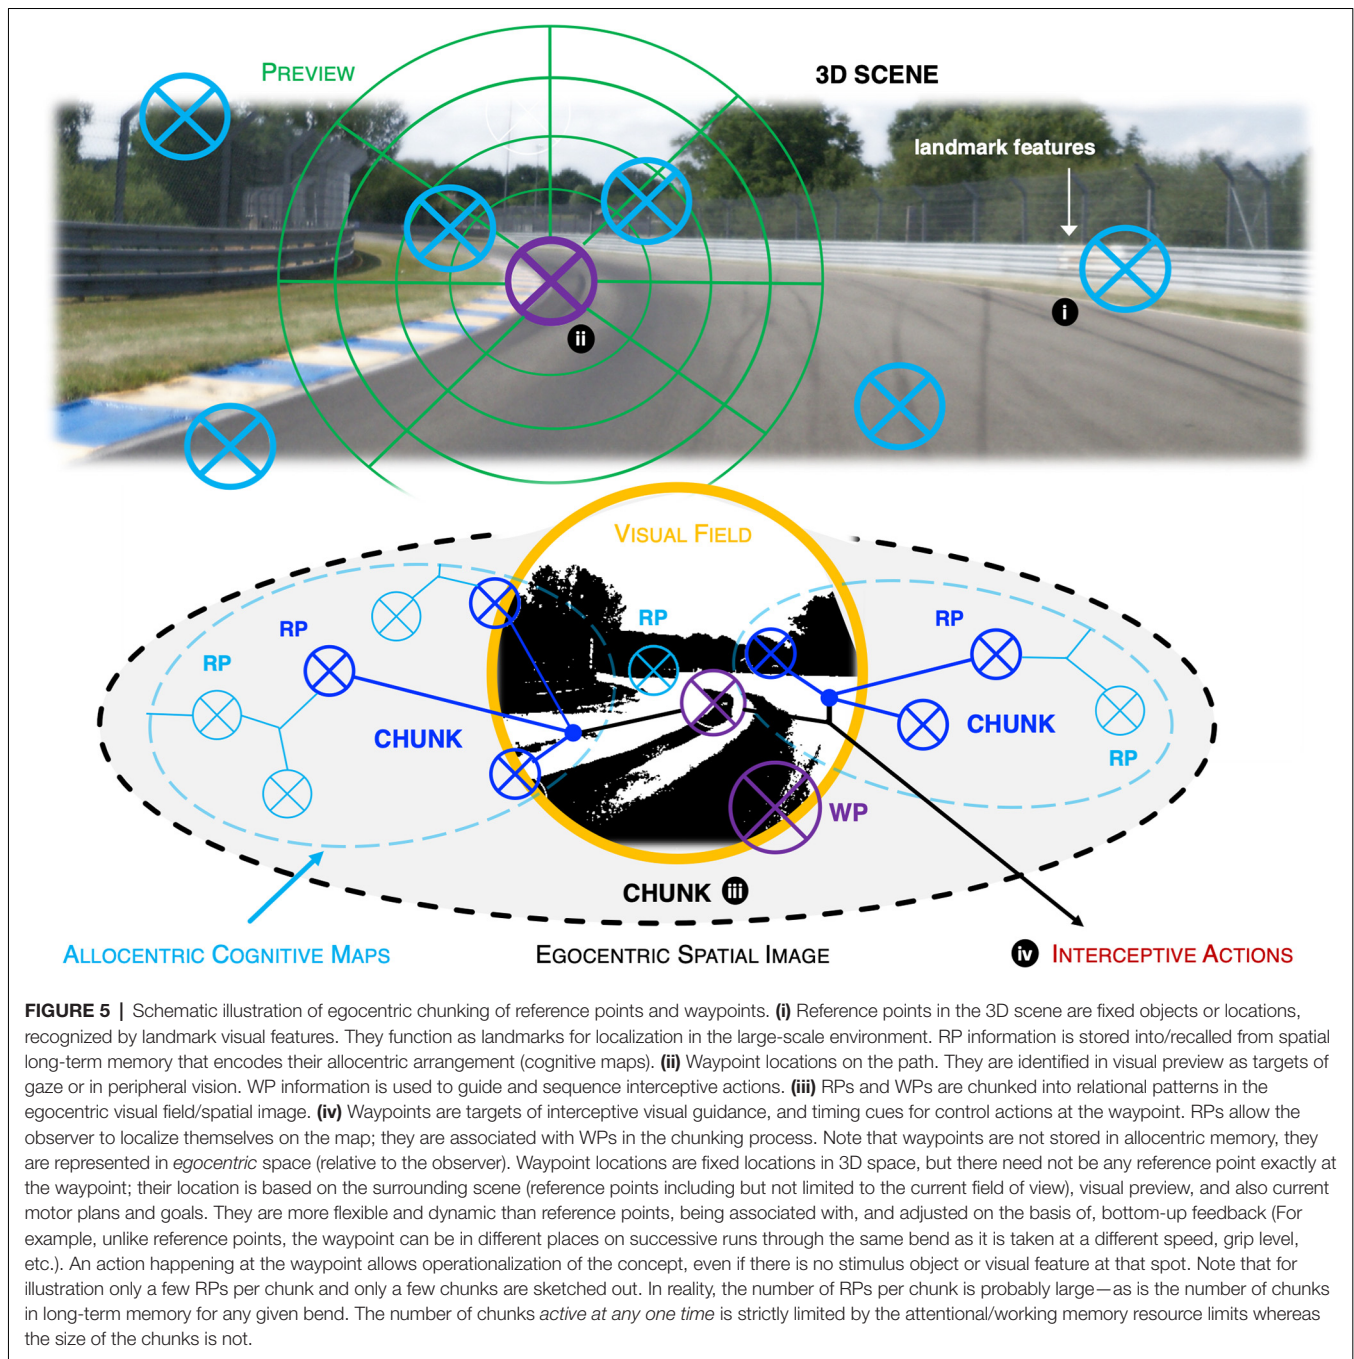 PREVIEW
3D SCENE
landmark features
i
ii
VISUAL FIELD
RP
RP
RP
RP
RP
CHUNK
CHUNK
WP
CHUNK iii
ALLOCENTRIC COGNITIVE MAPS
EGOCENTRIC SPATIAL IMAGE
iv INTERCEPTIVE ACTIONS
FIGURE 5 | Schematic illustration of egocentric chunking of reference points and waypoints. (i) Reference points in the 3D scene are fixed objects or locations,
recognized by landmark visual features. They function as landmarks for localization in the large-scale environment. RP information is stored into/recalled from spatial
long-term memory that encodes their allocentric arrangement (cognitive maps). (ii) Waypoint locations on the path. They are identified in visual preview as targets of
gaze or in peripheral vision. WP information is used to guide and sequence interceptive actions. (iii) RPs and WPs are chunked into relational patterns in the
egocentric visual field/spatial image. (iv) Waypoints are targets of interceptive visual guidance, and timing cues for control actions at the waypoint. RPs allow the
observer to localize themselves on the map; they are associated with WPs in the chunking process. Note that waypoints are not stored in allocentric memory, they
are represented in egocentric space (relative to the observer). Waypoint locations are fixed locations in 3D space, but there need not be any reference point exactly at
the waypoint; their location is based on the surrounding scene (reference points including but not limited to the current field of view), visual preview, and also current
motor plans and goals. They are more flexible and dynamic than reference points, being associated with, and adjusted on the basis of, bottom-up feedback (For
example, unlike reference points, the waypoint can be in different places on successive runs through the same bend as it is taken at a different speed, grip level,
etc.). An action happening at the waypoint allows operationalization of the concept, even if there is no stimulus object or visual feature at that spot. Note that for
illustration only a few RPs per chunk and only a few chunks are sketched out. In reality, the number of RPs per chunk is probably large—as is the number of chunks
in long-term memory for any given bend. The number of chunks active at any one time is strictly limited by the attentional/working memory resource limits whereas
the size of the chunks is not.